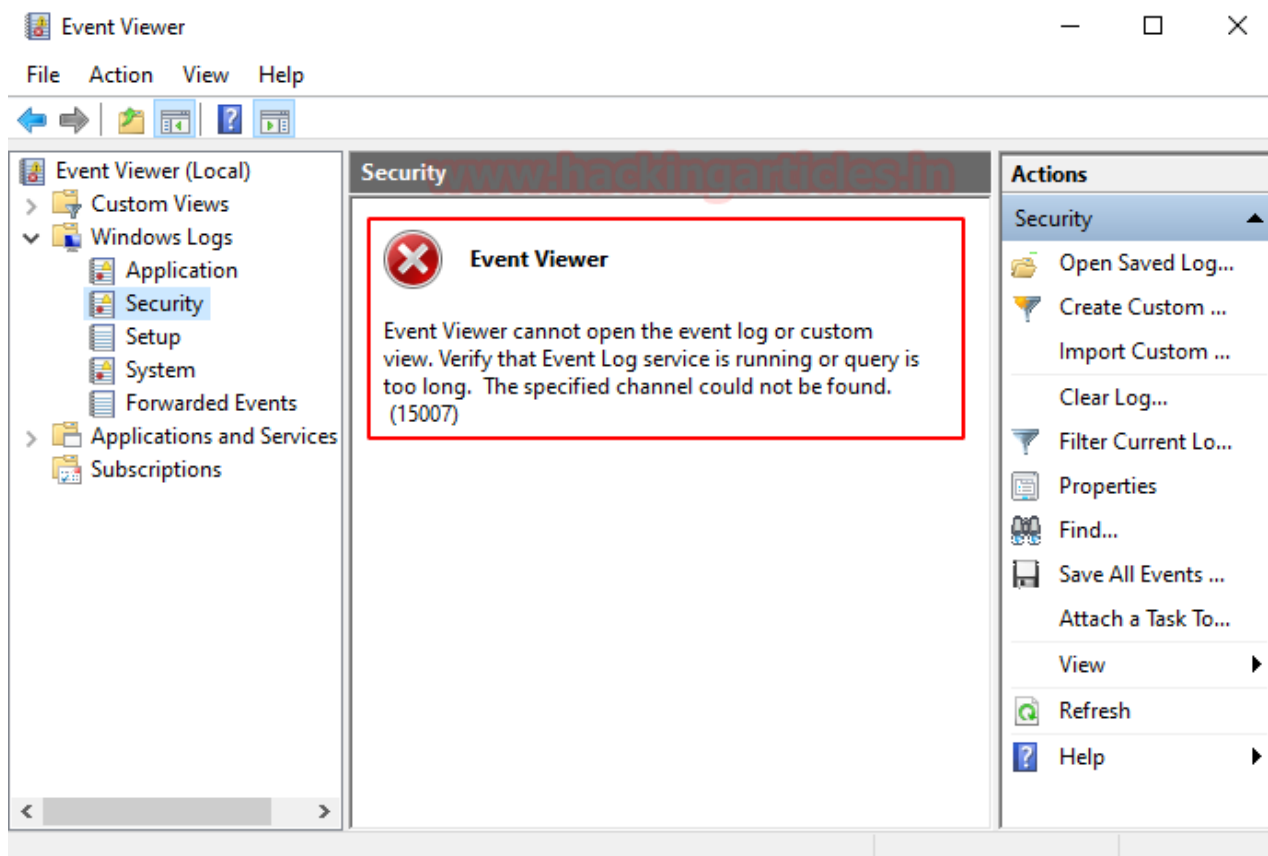 Event Viewer
File Action View Help
Event Viewer (Local)
Custom Views
Windows Logs
Application
Security
Setup
System
Forwarded Events
Applications and Services
Subscriptions
Security
www.hackingarticles.in
Event Viewer
Event Viewer cannot open the event log or custom
view. Verify that Event Log service is running or query is
too long. The specified channel could not be found.
(15007)
Actions
Security
Open Saved Log...
Create Custom ...
Import Custom ...
Clear Log...
Filter Current Lo...
Properties
Find...
Save All Events ...
Attach a Task To...
View
Refresh
Help